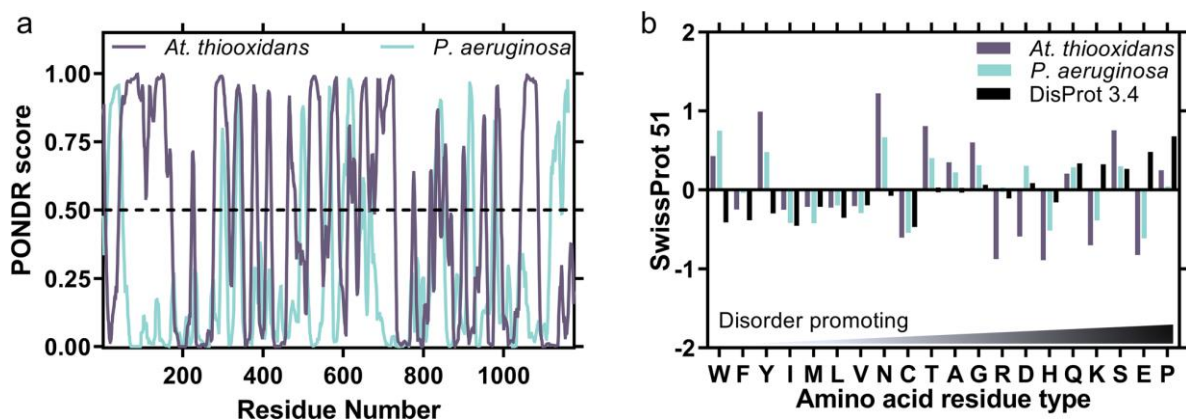 a
At. thiooxidans P. aeruginosa
PONDR score
1.00
0.75
0.50
0.25
0.00
200 400 600 800 1000
Residue Number
b
At. thiooxidans
P. aeruginosa
DisProt 3.4
SwissProt 51
2
1
0
-1
-2
Disorder promoting
W F Y I M L V N C T A G R D H Q K S E P
Amino acid residue type